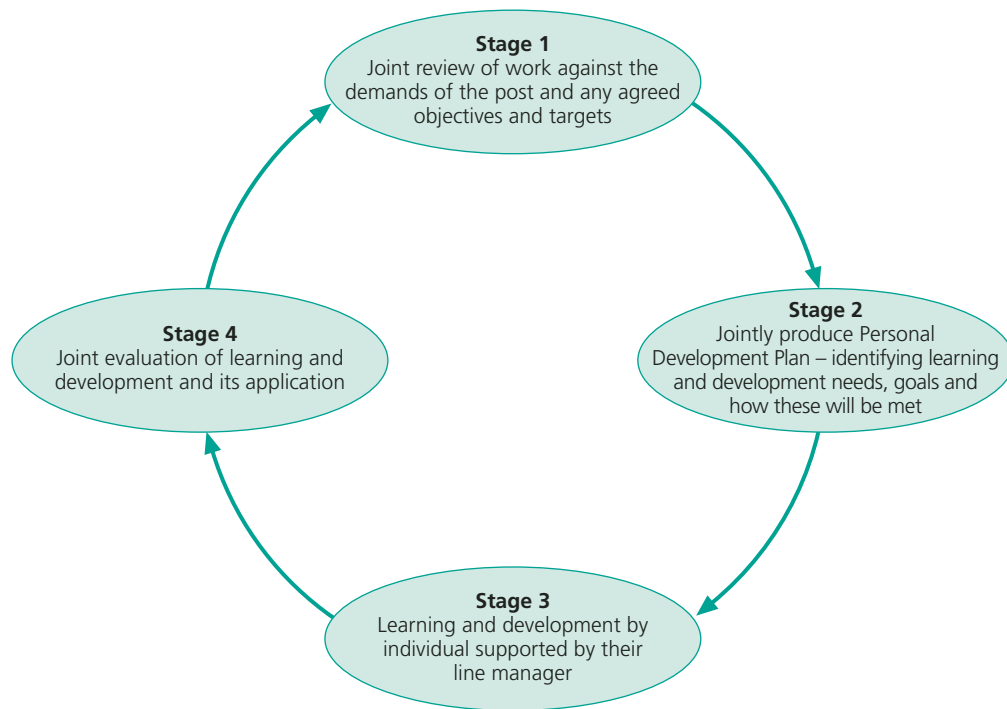 Stage 1
Joint review of work against the
demands of the post and any agreed
objectives and targets
Stage 2
Jointly produce Personal
Development Plan – identifying learning
and development needs, goals and
how these will be met
Stage 3
Learning and development by
individual supported by their
line manager
Stage 4
Joint evaluation of learning and
development and its application